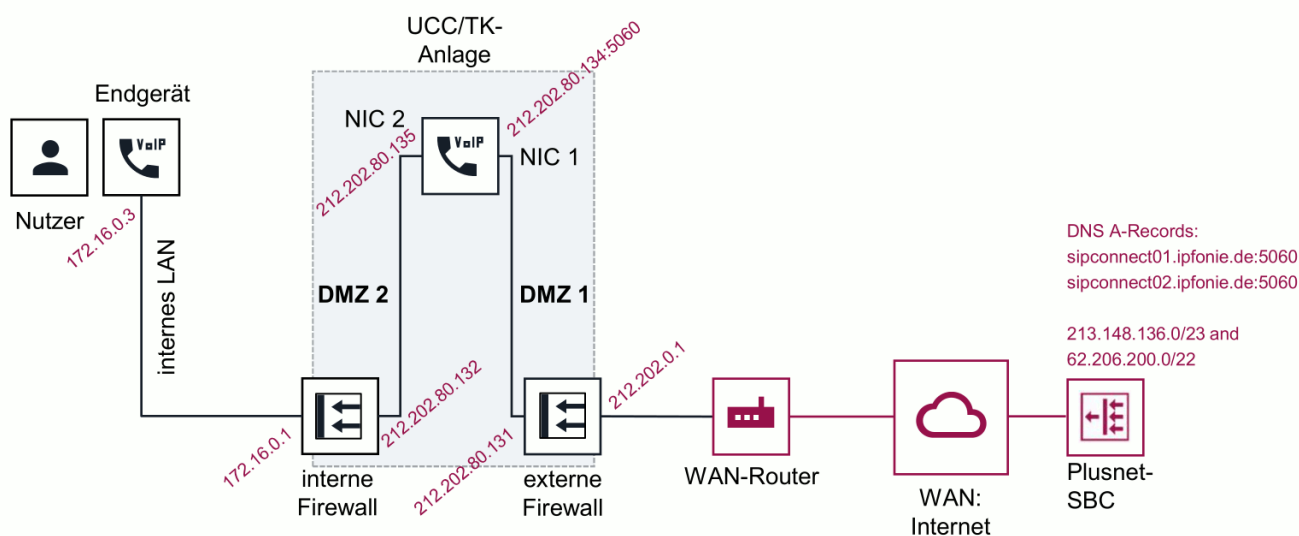 UCC/TK-
Anlage
212.202.80.134:5060
Endgerät
NIC 2
VoIP
VoIP
NIC 1
212.202.80.135
Nutzer
172.16.0.3
internes LAN
DMZ 2
DMZ 1
DNS A-Records:
sipconnect01.ipfonie.de:5060
sipconnect02.ipfonie.de:5060
213.148.136.0/23 and
62.206.200.0/22
172.16.0.1
212.202.80.132
212.202.80.131
212.202.0.1
interne
Firewall
externe
Firewall
WAN-Router
WAN:
Internet
Plusnet-
SBC